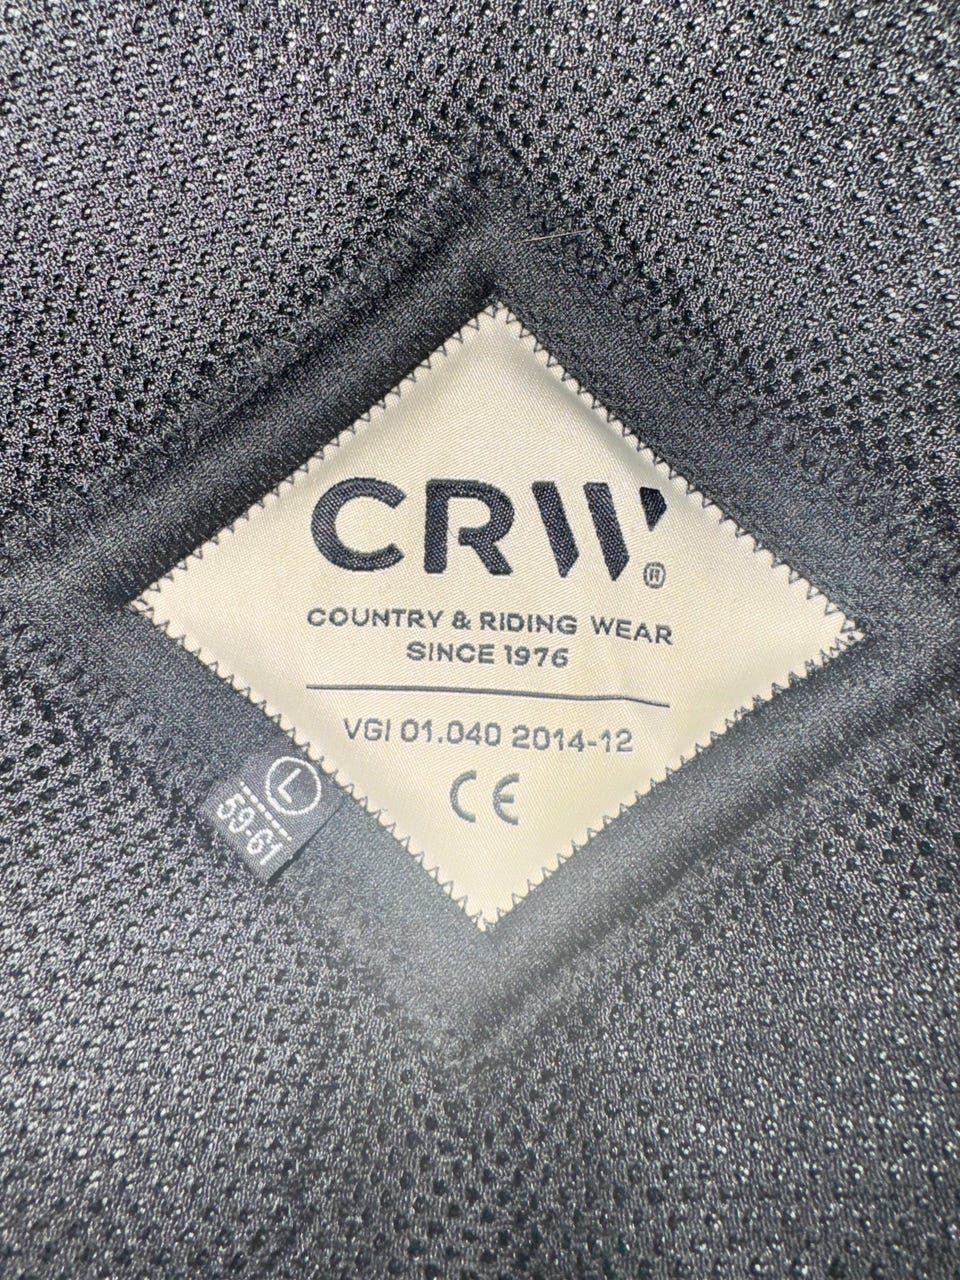 CRW®
COUNTRY & RIDING WEAR
SINCE 1976
VGI 01.040 2014-12
CE
L
59-61